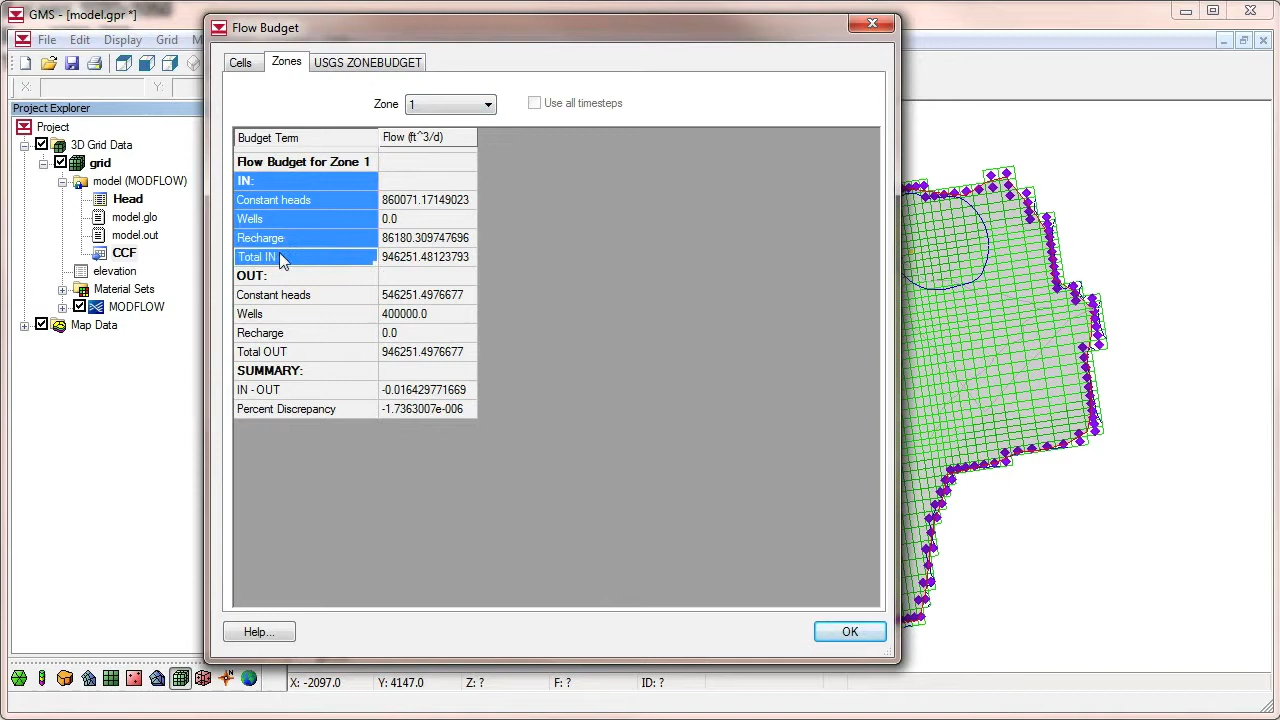 GMS - [model.gpr *]
Flow Budget
File Edit Display Grid
Cells Zones USGS ZONEBUDGET
X: Y:
Zone 1 Use all timesteps
Project Explorer
Project
3D Grid Data
grid
model (MODFLOW)
Head
model.glo
model.out
CCF
elevation
Material Sets
MODFLOW
Map Data
Budget Term Flow (ft^3/d)
Flow Budget for Zone 1
IN:
Constant heads 860071.17149023
Wells 0.0
Recharge 86180.309747696
Total IN 946251.48123793
OUT:
Constant heads 546251.4976677
Wells 400000.0
Recharge 0.0
Total OUT 946251.4976677
SUMMARY:
IN - OUT -0.016429771669
Percent Discrepancy -1.7363007e-006
Help... OK
X: -2097.0 Y: 4147.0 Z: ? F: ? ID: ?